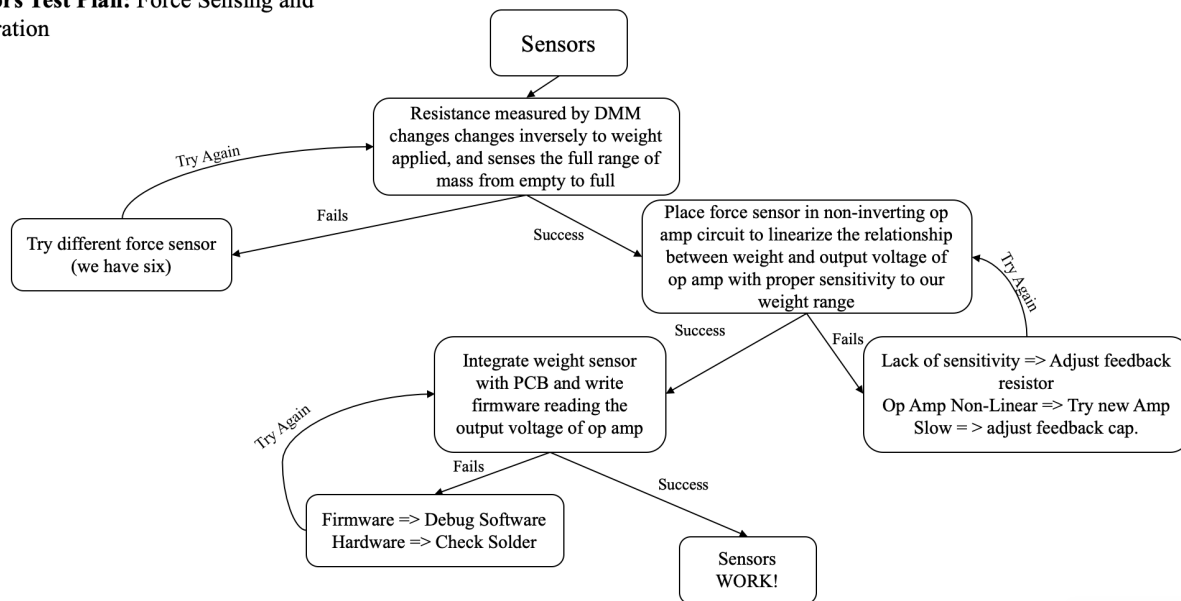 ors Test Plan: Force Sensing and
ration
Sensors
Resistance measured by DMM
changes changes inversely to weight
applied, and senses the full range of
mass from empty to full
Try Again
Fails
Success
Try different force sensor
(we have six)
Place force sensor in non-inverting op
amp circuit to linearize the relationship
between weight and output voltage of
op amp with proper sensitivity to our
weight range
Try Again
Success
Fails
Integrate weight sensor
with PCB and write
firmware reading the
output voltage of op amp
Lack of sensitivity => Adjust feedback
resistor
Op Amp Non-Linear => Try new Amp
Slow = > adjust feedback cap.
Try Again
Fails
Success
Firmware => Debug Software
Hardware => Check Solder
Sensors
WORK!